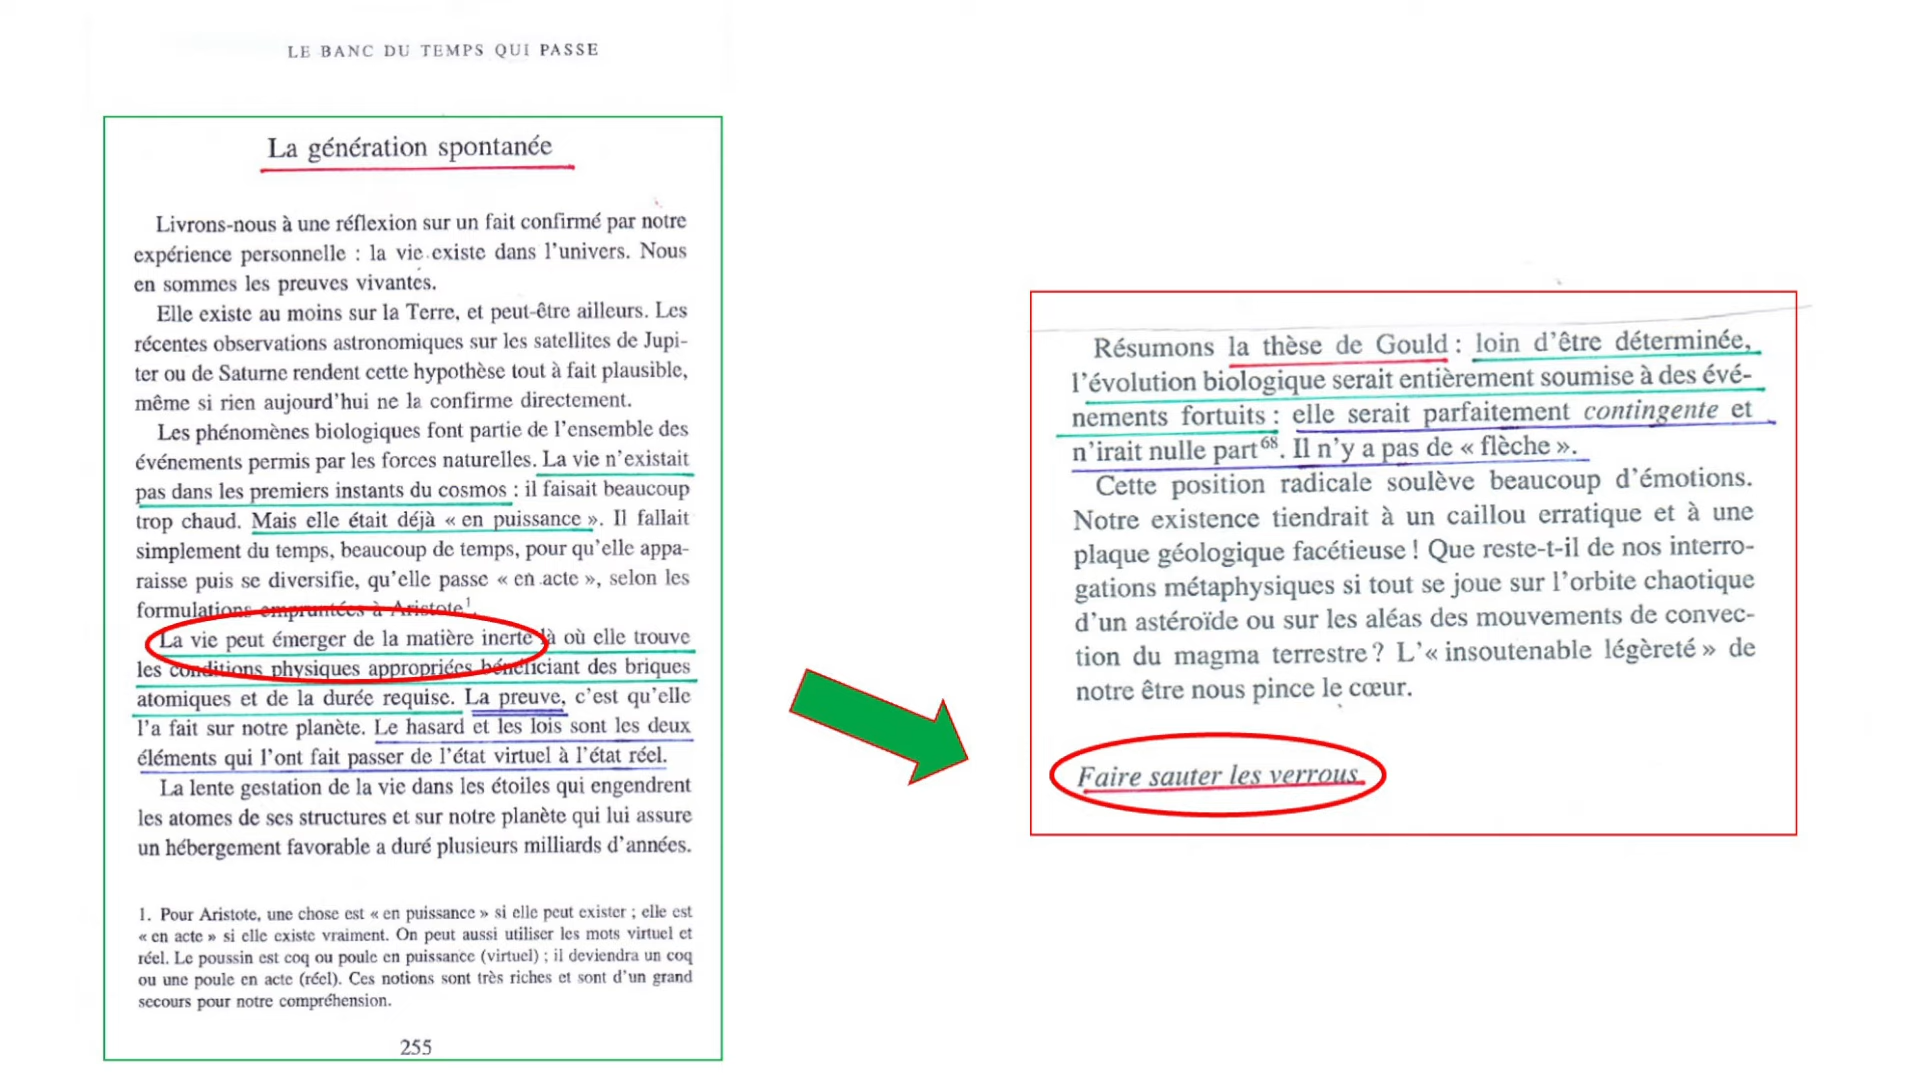 LE BANC DU TEMPS QUI PASSE
La génération spontanée
Livrons-nous à une réflexion sur un fait confirmé par notre
expérience personnelle : la vie existe dans l'univers. Nous
en sommes les preuves vivantes.
Elle existe au moins sur la Terre, et peut-être ailleurs. Les
récentes observations astronomiques sur les satellites de Jupi-
ter ou de Saturne rendent cette hypothèse tout à fait plausible,
même si rien aujourd'hui ne la confirme directement.
Les phénomènes biologiques font partie de l'ensemble des
événements permis par les forces naturelles. La vie n'existait
pas dans les premiers instants du cosmos : il faisait beaucoup
trop chaud. Mais elle était déjà « en puissance ». Il fallait
simplement du temps, beaucoup de temps, pour qu'elle appa-
raisse puis se diversifie, qu'elle passe « en acte », selon les
formulations empruntées à Aristote¹.
La vie peut émerger de la matière inerte là où elle trouve
les conditions physiques appropriées bénéficiant des briques
atomiques et de la durée requise. La preuve, c'est qu'elle
l'a fait sur notre planète. Le hasard et les lois sont les deux
éléments qui l'ont fait passer de l'état virtuel à l'état réel.
La lente gestation de la vie dans les étoiles qui engendrent
les atomes de ses structures et sur notre planète qui lui assure
un hébergement favorable a duré plusieurs milliards d'années.
1. Pour Aristote, une chose est « en puissance » si elle peut exister ; elle est
« en acte » si elle existe vraiment. On peut aussi utiliser les mots virtuel et
réel. Le poussin est coq ou poule en puissance (virtuel) ; il deviendra un coq
ou une poule en acte (réel). Ces notions sont très riches et sont d'un grand
secours pour notre compréhension.
255
Résumons la thèse de Gould : loin d'être déterminée,
l'évolution biologique serait entièrement soumise à des évé-
nements fortuits : elle serait parfaitement contingente et
n'irait nulle part⁶⁸. Il n'y a pas de « flèche ».
Cette position radicale soulève beaucoup d'émotions.
Notre existence tiendrait à un caillou erratique et à une
plaque géologique facétieuse ! Que reste-t-il de nos interro-
gations métaphysiques si tout se joue sur l'orbite chaotique
d'un astéroïde ou sur les aléas des mouvements de convec-
tion du magma terrestre ? L'« insoutenable légèreté » de
notre être nous pince le cœur.
Faire sauter les verrous